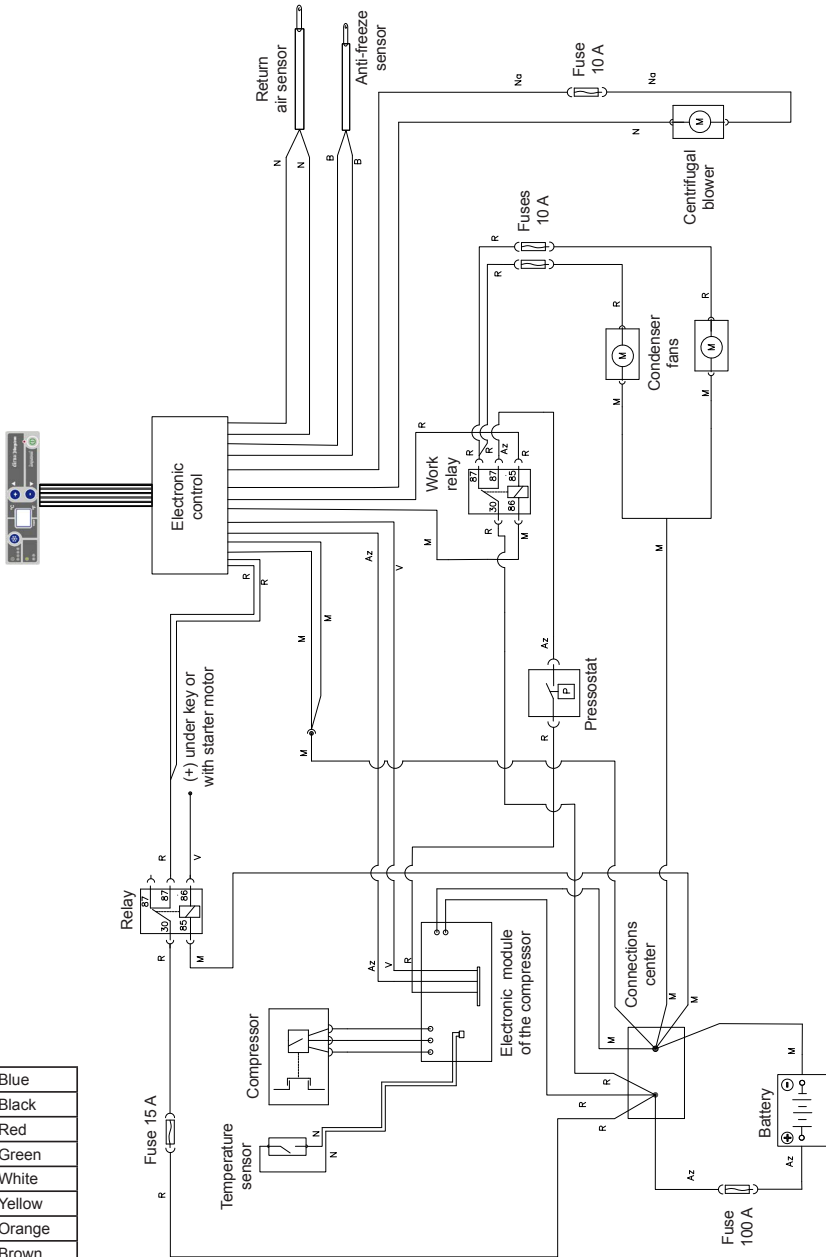 Return
air sensor
Anti-freeze
sensor
N
N
B
B
Na
Fuse
10 A
Na
N
M
Centrifugal
blower
Fuses
10 A
R
R
R
R
M
M
Condenser
fans
M
M
M
Electronic
control
R
Work
relay
87
87
30
85
86
R
R
Az
R
R
M
M
Az
V
M
M
M
R
R
(+) under key or
with starter motor
Relay
87
87
86
30
85
R
V
R
M
Az
Pressostat
P
R
Az
V
R
Compressor
Electronic module
of the compressor
Temperature
sensor
N
N
Fuse 15 A
R
Connections
center
M
M
M
R
R
R
M
Battery
Az
Az
Fuse
100 A
Blue
Black
Red
Green
White
Yellow
Orange
Brown